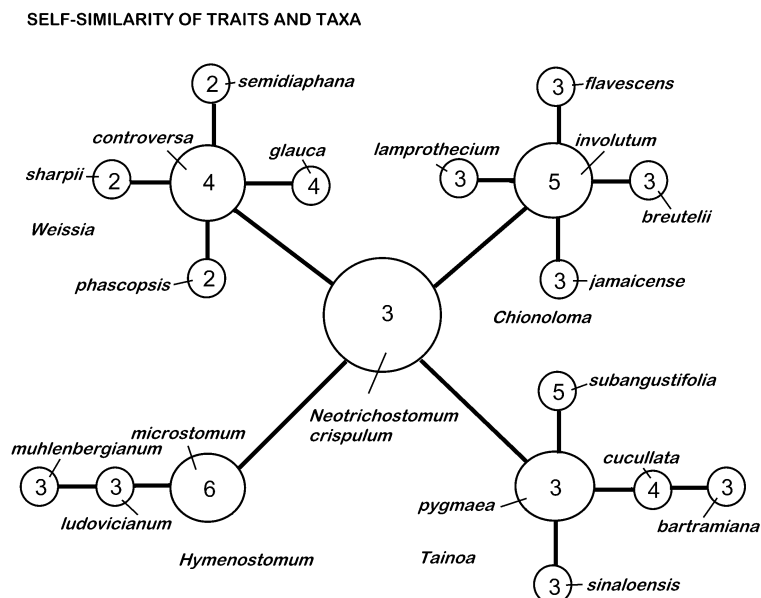 SELF-SIMILARITY OF TRAITS AND TAXA
2
semidiaphana
controversa
glauca
sharpii
2
4
4
Weissia
phascopsis
2
3
flavescens
lamprothecium
involutum
3
5
3
breutelii
3
jamaicense
Chionoloma
3
Neotrichostomum
crispulum
microstomum
muhlenbergianum
3
3
6
ludovicianum
Hymenostomum
5
subangustifolia
cucullata
3
4
3
pygmaea
bartramiana
Tainoa
3
sinaloensis